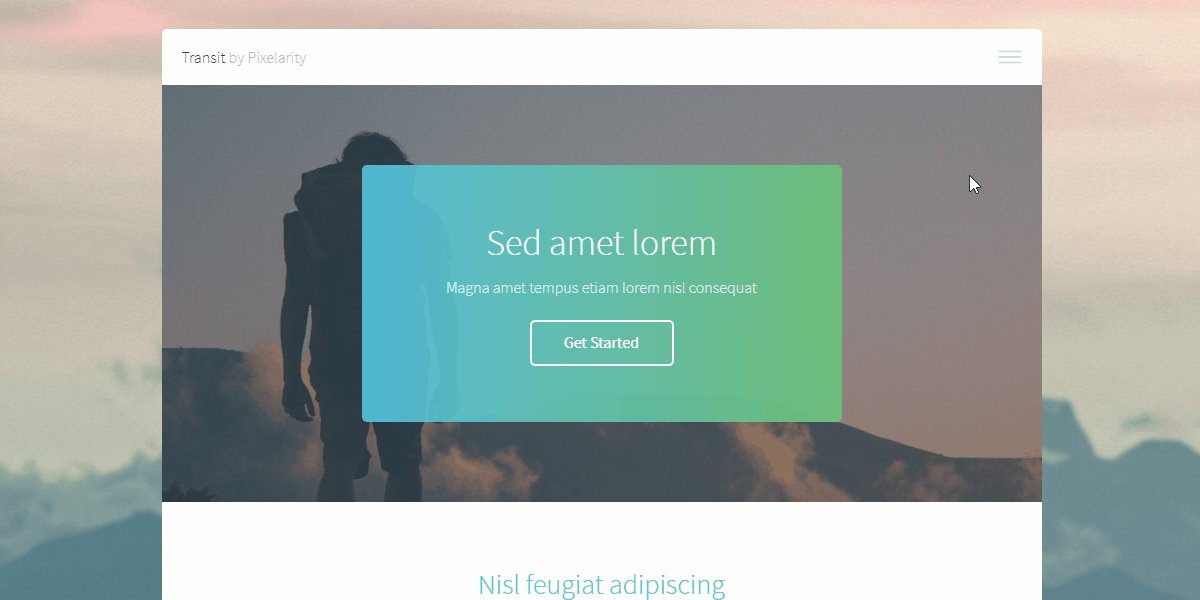 Transit by Pixelarity
Sed amet lorem
Magna amet tempus etiam lorem nisl consequat
Get Started
Nisl feugiat adipiscing